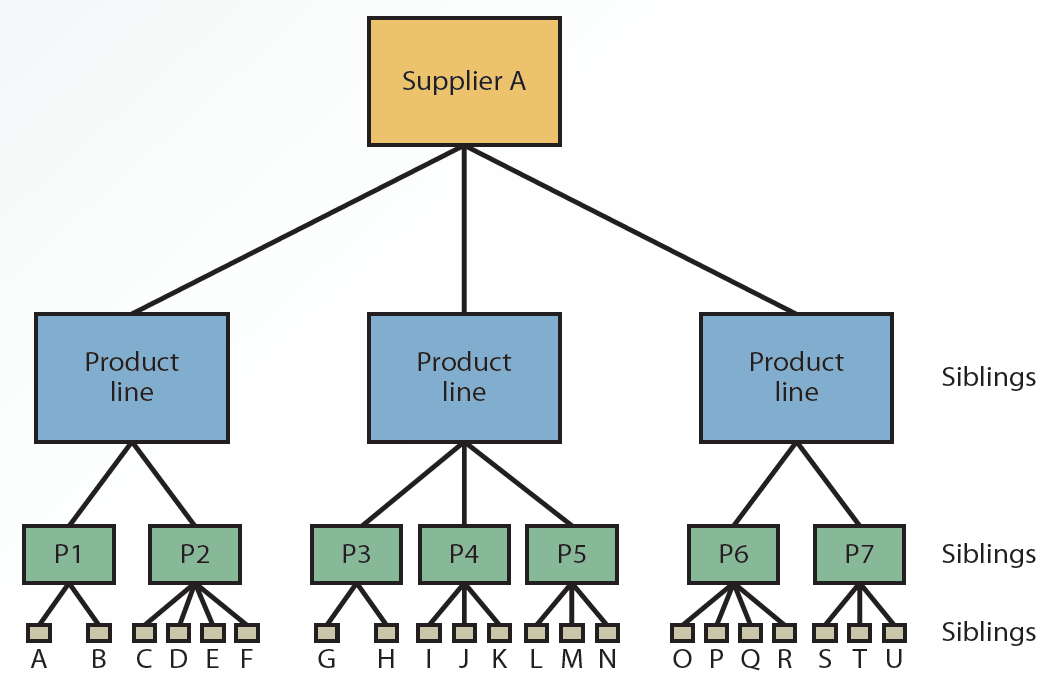 Supplier A
Product
line
Product
line
Product
line
Siblings
P1 P2 P3 P4 P5 P6 P7 Siblings
Siblings
A B C D E F G H I J K L M N O P Q R S T U